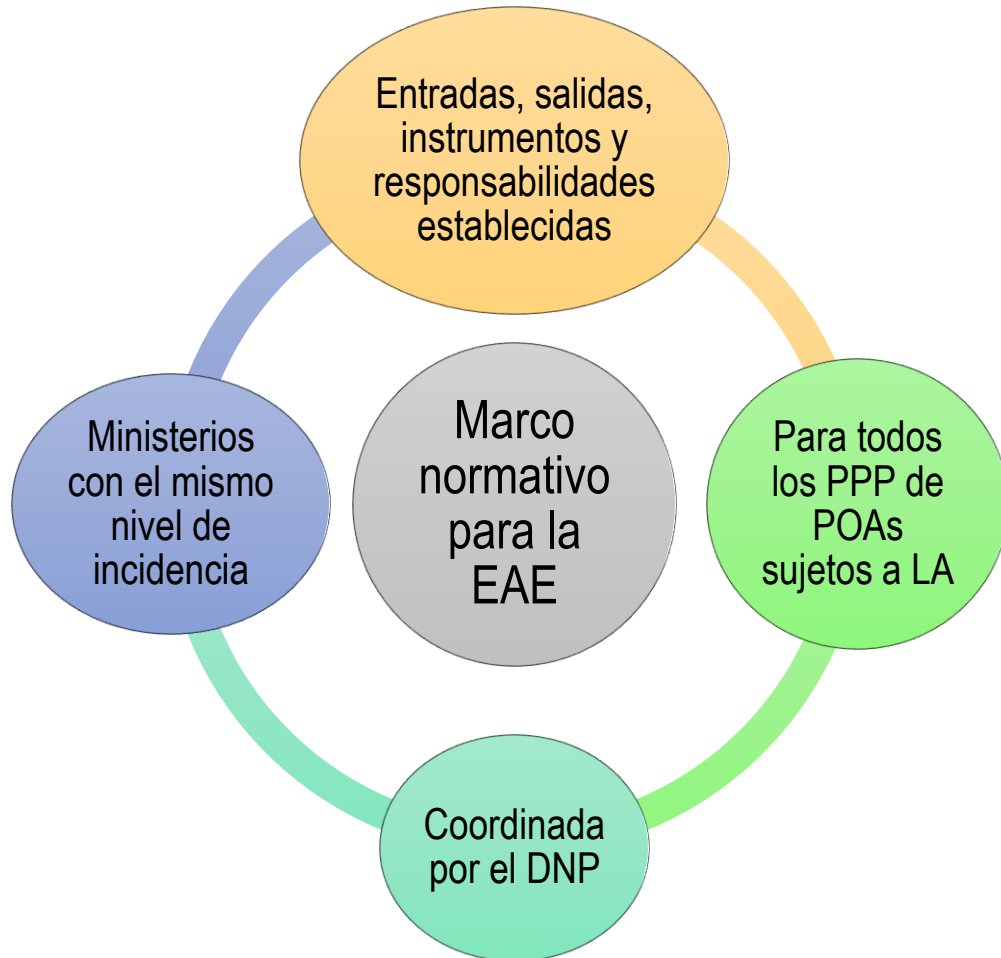 Entradas, salidas,
instrumentos y
responsabilidades
establecidas
Ministerios
con el mismo
nivel de
incidencia
Marco
normativo
para la
EAE
Para todos
los PPP de
POAs
sujetos a LA
Coordinada
por el DNP